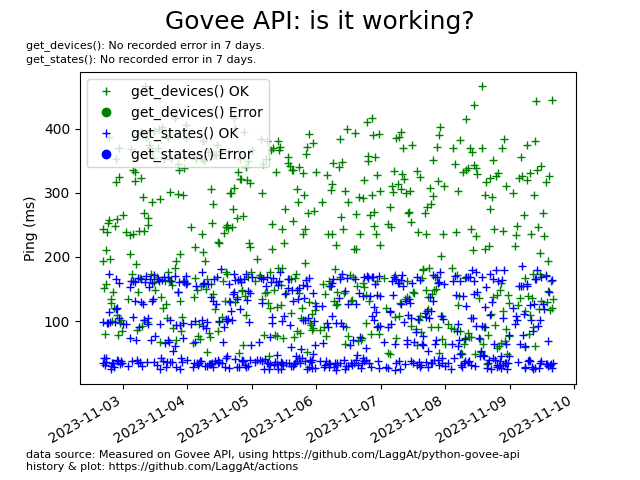 Govee API: is it working?
get_devices(): No recorded error in 7 days.
get_states(): No recorded error in 7 days.
get_devices() OK
get_devices() Error
get_states() OK
get_states() Error
Ping (ms)
400
300
200
100
2023-11-03
2023-11-04
2023-11-05
2023-11-06
2023-11-07
2023-11-08
2023-11-09
2023-11-10
data source: Measured on Govee API, using https://github.com/LaggAt/python-govee-api
history & plot: https://github.com/LaggAt/actions